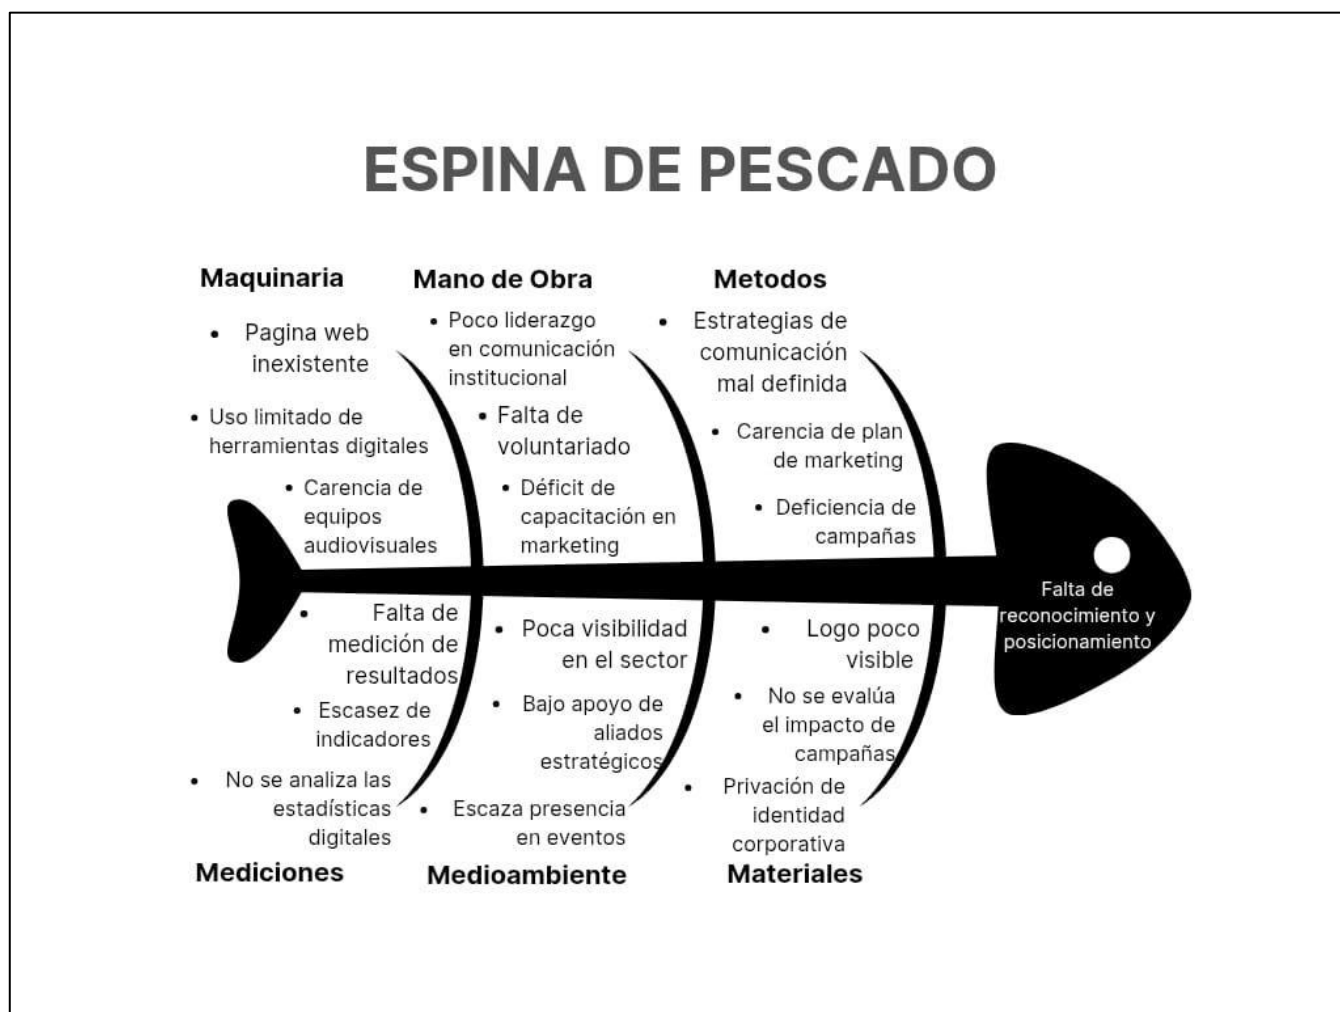 ESPINA DE PESCADO
Maquinaria
• Pagina web
inexistente
• Uso limitado de
herramientas digitales
• Carencia de
equipos
audiovisuales
Mano de Obra
• Poco liderazgo
en comunicación
institucional
• Falta de
voluntariado
• Déficit de
capacitación en
marketing
Metodos
• Estrategias de
comunicación
mal definida
• Carencia de plan
de marketing
• Deficiencia de
campañas
Falta de
reconocimiento y
posicionamiento
• Falta de
medición de
resultados
• Escasez de
indicadores
• No se analiza las
estadísticas
digitales
Mediciones
• Poca visibilidad
en el sector
• Bajo apoyo de
aliados
estratégicos
• Escaza presencia
en eventos
Medioambiente
• Logo poco
visible
• No se evalúa
el impacto de
campañas
• Privación de
identidad
corporativa
Materiales